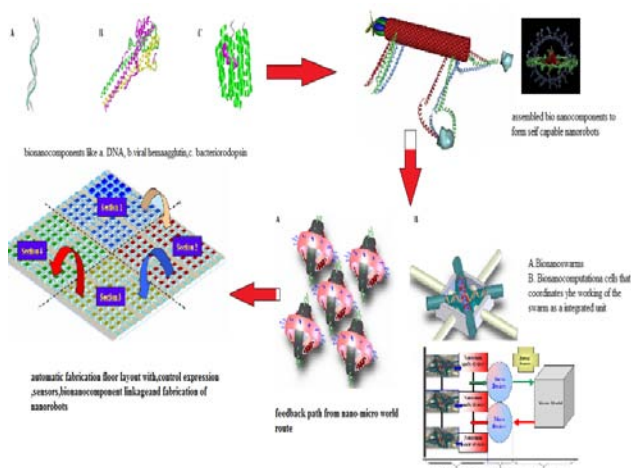 A
B
C
bionanocomponents like a. DNA, b viral hemaagglutin,c. bacteriorodopsin
assembled bio nanocomponents to
form self capable nanorobots
A
B
A.Bionanoswarms
B. Bionanocomputationa cells that
coordinates yhe working of the
swarm as a integrated unit
Section 1
Section 2
Section 3
Section 4
automatic fabrication floor layout with,control expression
,sensors,bionanocomponent linkageand fabrication of
nanorobots
feedback path from nano-micro world
route